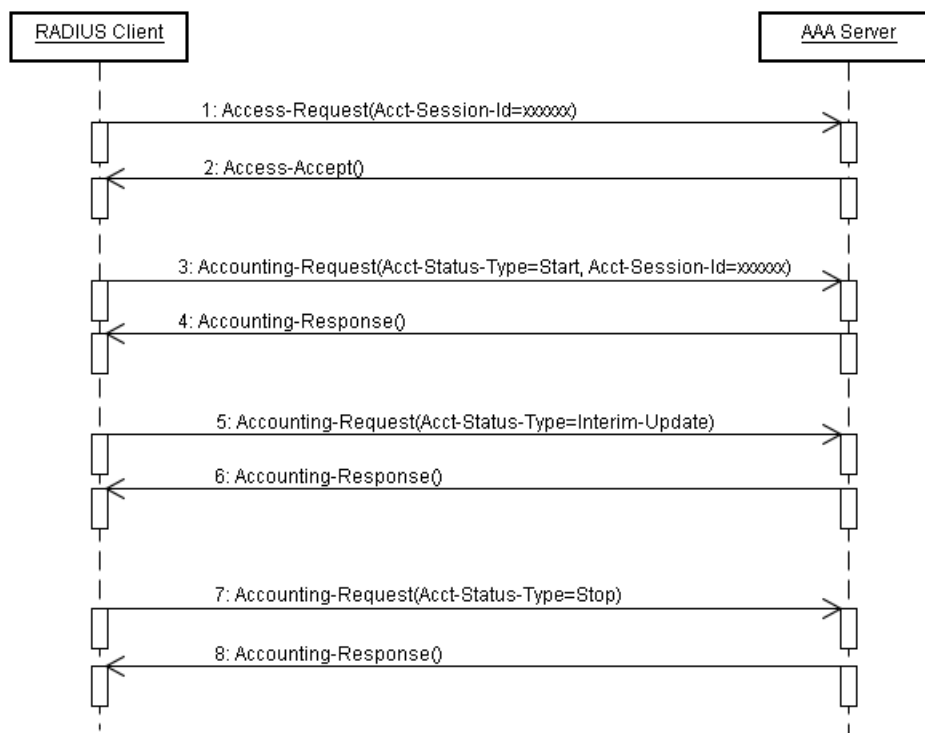 RADIUS Client
AAA Server
1: Access-Request(Acct-Session-Id=xxxxxx)
2: Access-Accept()
3: Accounting-Request(Acct-Status-Type=Start, Acct-Session-Id=xxxxxx)
4: Accounting-Response()
5: Accounting-Request(Acct-Status-Type=Interim-Update)
6: Accounting-Response()
7: Accounting-Request(Acct-Status-Type=Stop)
8: Accounting-Response()